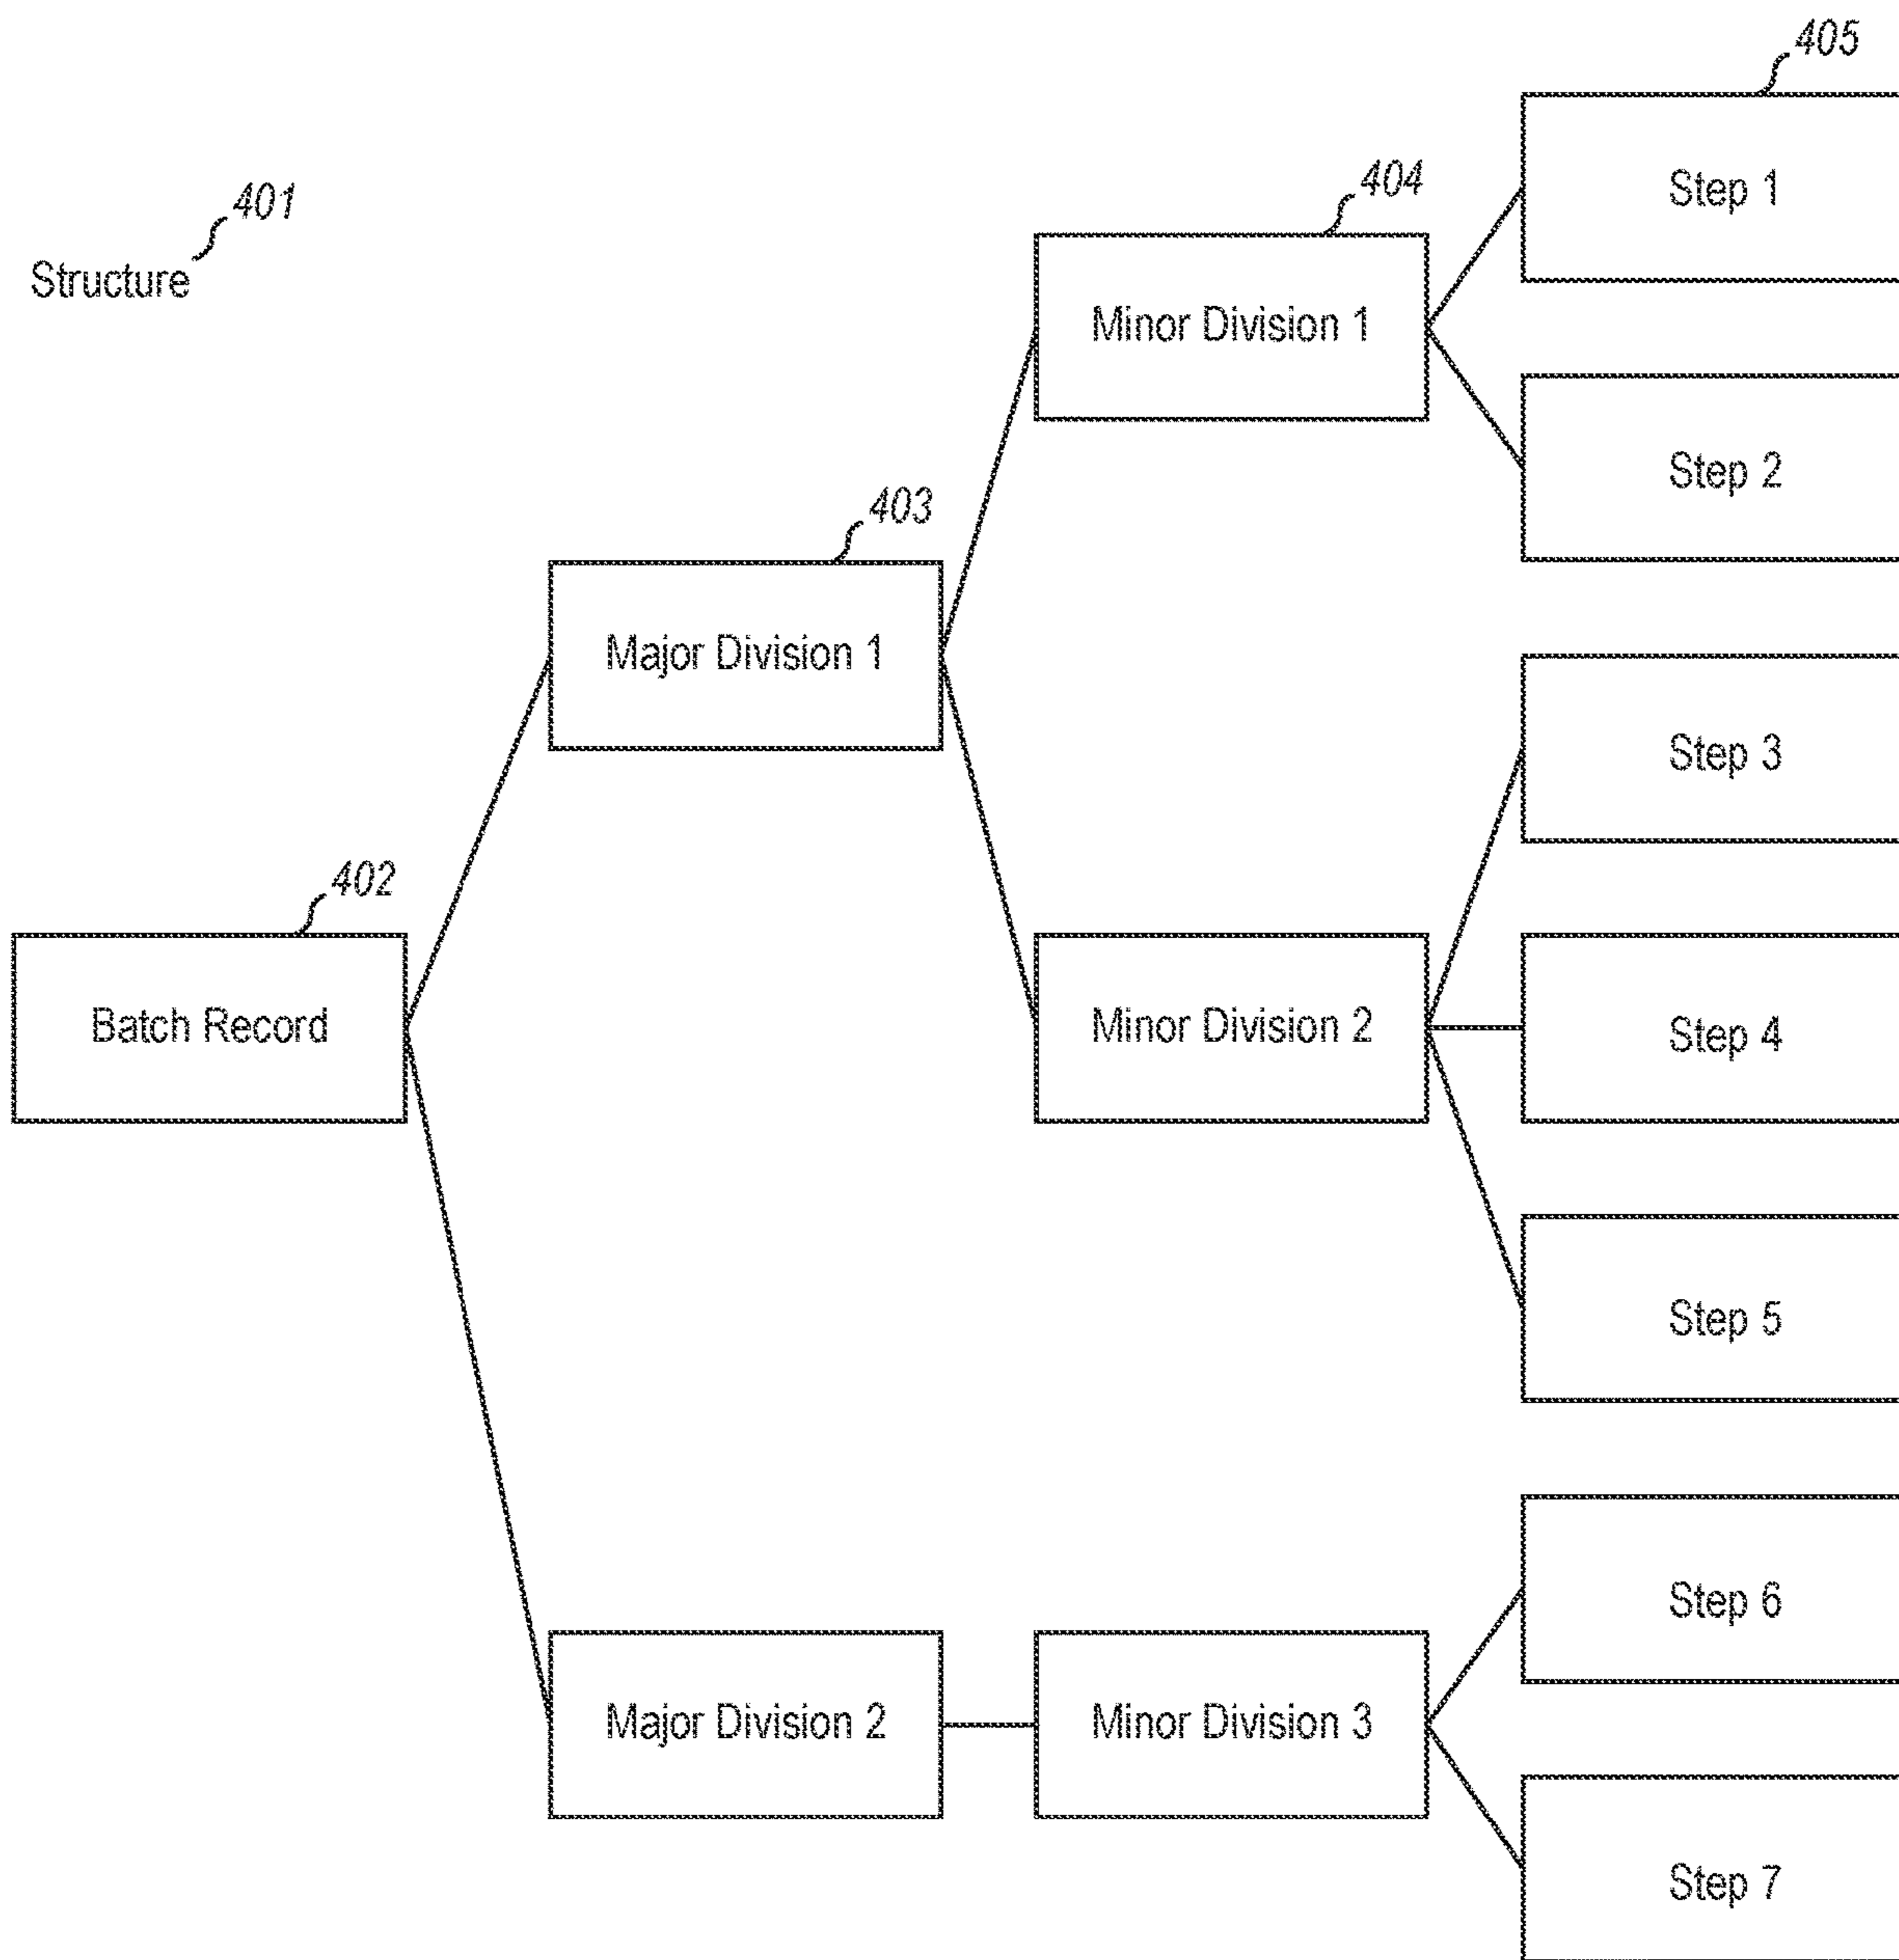 405
Step 1
404
401
Structure
Minor Division 1
Step 2
403
Major Division 1
Step 3
402
Batch Record
Minor Division 2
Step 4
Step 5
Step 6
Major Division 2
Minor Division 3
Step 7